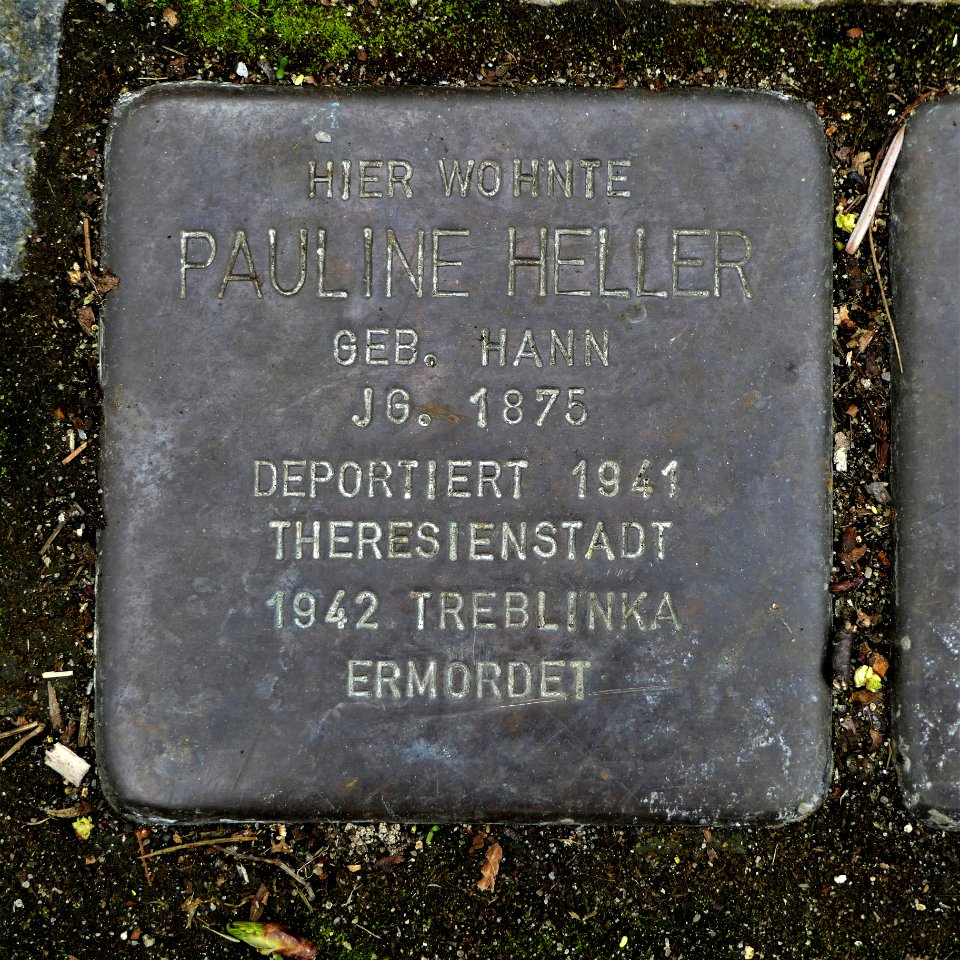 HIER WOHNTE
PAULINE HELLER
GEB. HANN
JG. 1875
DEPORTIERT 1941
THERESIENSTADT
1942 TREBLINKA
ERMORDET